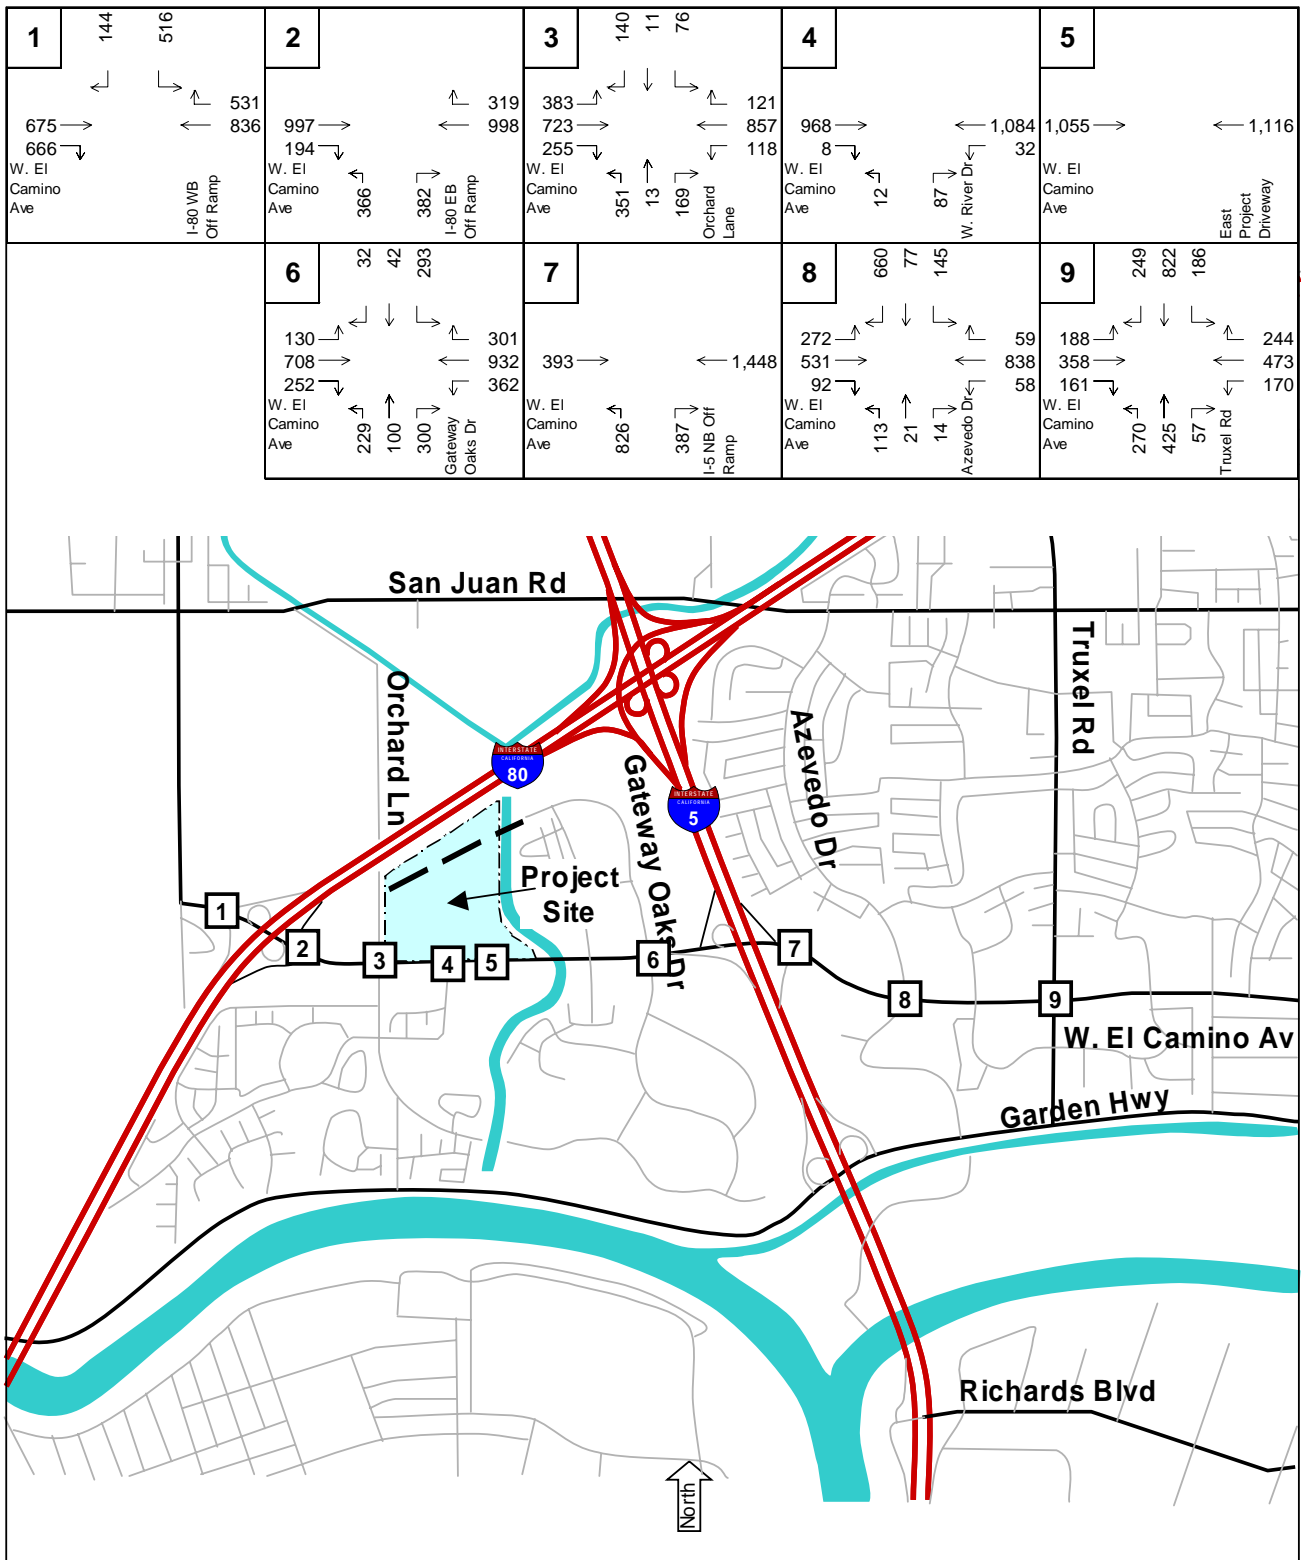 1
144
516
531
836
675
666
W. El
Camino
Ave
I-80 WB
Off Ramp
2
319
998
997
194
W. El
Camino
Ave
366
382
I-80 EB
Off Ramp
3
140
11
76
383
723
255
121
857
118
W. El
Camino
Ave
351
13
169
Orchard
Lane
4
968
8
1,084
32
W. El
Camino
Ave
12
87
W. River Dr
5
1,055
1,116
W. El
Camino
Ave
East
Project
Driveway
6
32
42
293
130
708
252
301
932
362
W. El
Camino
Ave
229
100
300
Gateway
Oaks Dr
7
393
1,448
W. El
Camino
Ave
826
387
I-5 NB Off
Ramp
8
660
77
145
272
531
92
59
838
58
W. El
Camino
Ave
113
21
14
Azevedo Dr
9
249
822
186
188
358
161
244
473
170
W. El
Camino
Ave
270
425
57
Truxel Rd
San Juan Rd
Orchard Ln
Truxel Rd
Azevedo Dr
Gateway Oaks Dr
INTERSTATE
CALIFORNIA
80
INTERSTATE
CALIFORNIA
5
Project
Site
1
2
3
4
5
6
7
8
9
W. El Camino Av
Garden Hwy
Richards Blvd
North